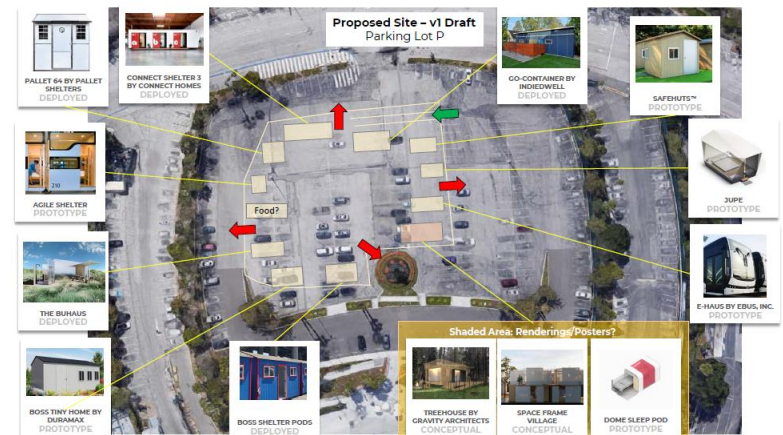 Proposed Site – v1 Draft
Parking Lot P
PALLET 64 BY PALLET
SHELTERS
DEPLOYED
CONNECT SHELTER 3
BY CONNECT HOMES
DEPLOYED
GO-CONTAINER BY
INDIEDWELL
DEPLOYED
SAFEHUTS™
PROTOTYPE
AGILE SHELTER
PROTOTYPE
210
Food?
JUPE
PROTOTYPE
THE BUHAUS
DEPLOYED
E-HAUS BY EBUS, INC.
PROTOTYPE
BOSS TINY HOME BY
DURAMAX
PROTOTYPE
BOSS SHELTER PODS
DEPLOYED
Shaded Area: Renderings/Posters?
TREEHOUSE BY
GRAVITY ARCHITECTS
CONCEPTUAL
SPACE FRAME
VILLAGE
CONCEPTUAL
DOME SLEEP POD
PROTOTYPE